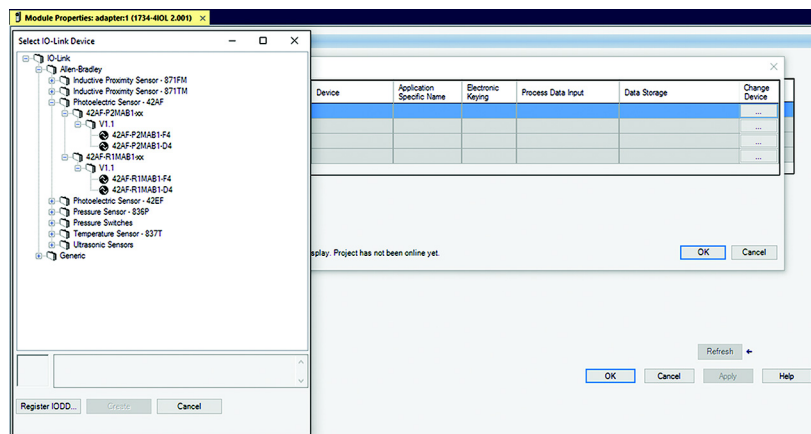 Module Properties: adapter:1 (1734-4IOL 2.001) ×
Select IO-Link Device
IO-Link
Allen-Bradley
Inductive Proximity Sensor - 871FM
Inductive Proximity Sensor - 871TM
Photoelectric Sensor - 42AF
42AF-P2MAB1-xx
V1.1
42AF-P2MAB1-F4
42AF-P2MAB1-D4
42AF-R1MAB1-xx
V1.1
42AF-R1MAB1-F4
42AF-R1MAB1-D4
Photoelectric Sensor - 42EF
Pressure Sensor - 836P
Pressure Switches
Temperature Sensor - 837T
Ultrasonic Sensors
Generic
Register IODD... Create Cancel
Device Application Specific Name Electronic Keying Process Data Input Data Storage Change Device
...
...
...
...
splay. Project has not been online yet.
OK Cancel
Refresh
OK Cancel Apply Help